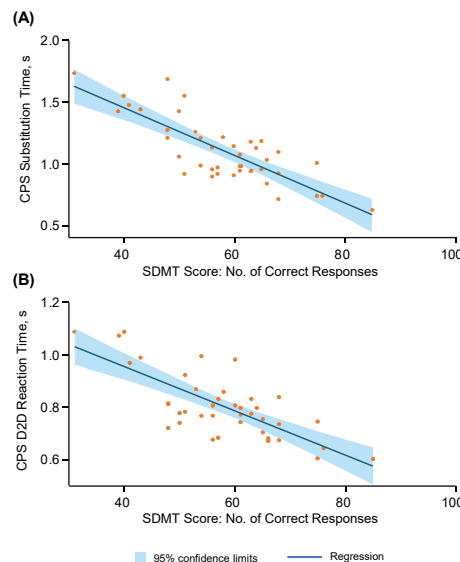 (A)
2.0
1.5
1.0
0.5
CPS Substitution Time, s
40 60 80 100
SDMT Score: No. of Correct Responses
(B)
1.2
1.0
0.8
0.6
CPS D2D Reaction Time, s
40 60 80 100
SDMT Score: No. of Correct Responses
95% confidence limits Regression